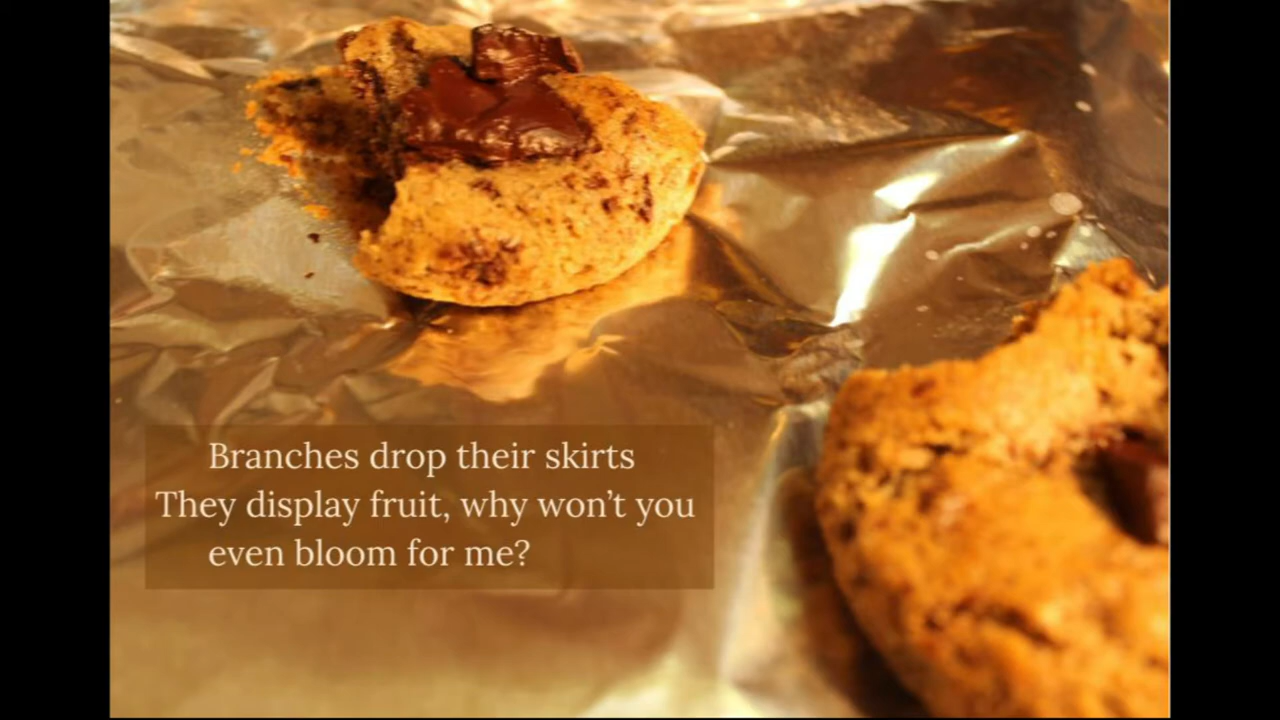 Branches drop their skirts
They display fruit, why won’t you
even bloom for me?